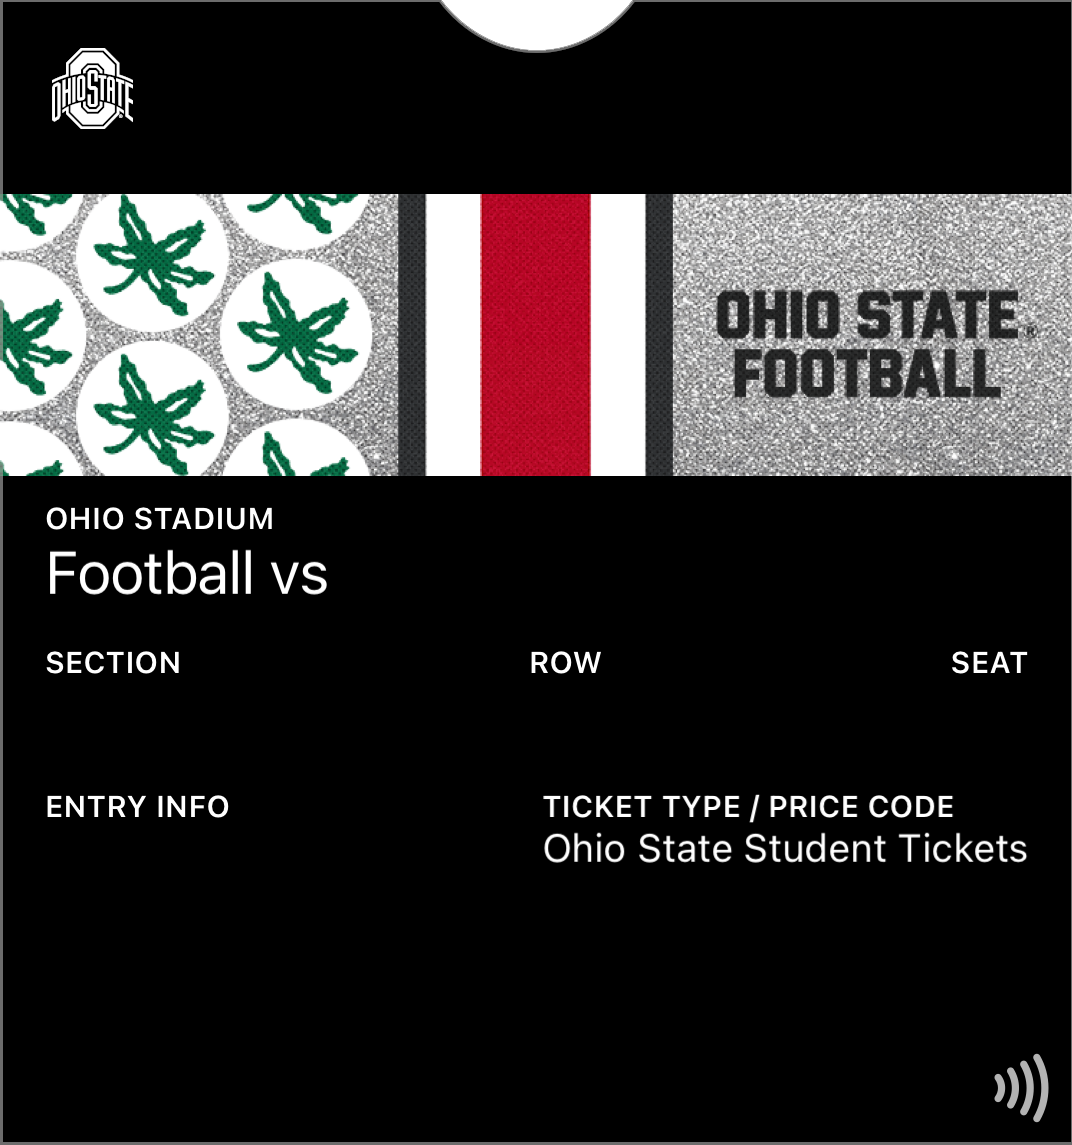 OHIO STATE
OHIO STATE®
FOOTBALL
OHIO STADIUM
Football vs
SECTION ROW SEAT
ENTRY INFO TICKET TYPE / PRICE CODE
Ohio State Student Tickets